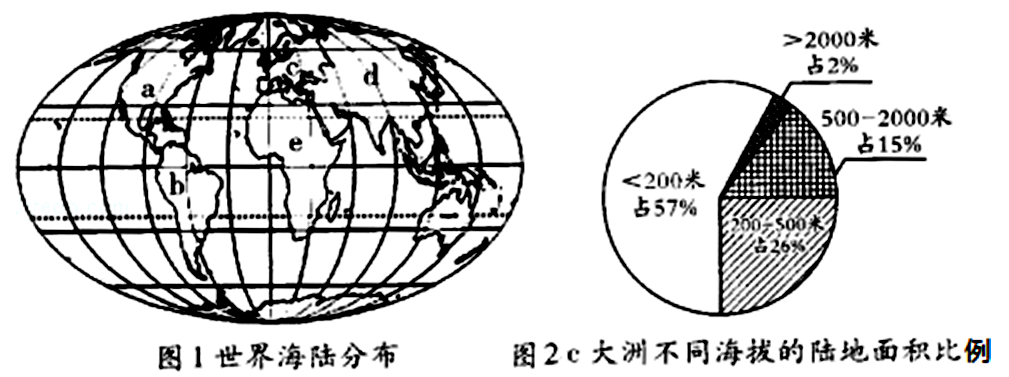 a
c
d
e
b
图1世界海陆分布
>2000米
占2%
500-2000米
占15%
<200米
占57%
200-500米
占26%
图2 c大洲不同海拔的陆地面积比例